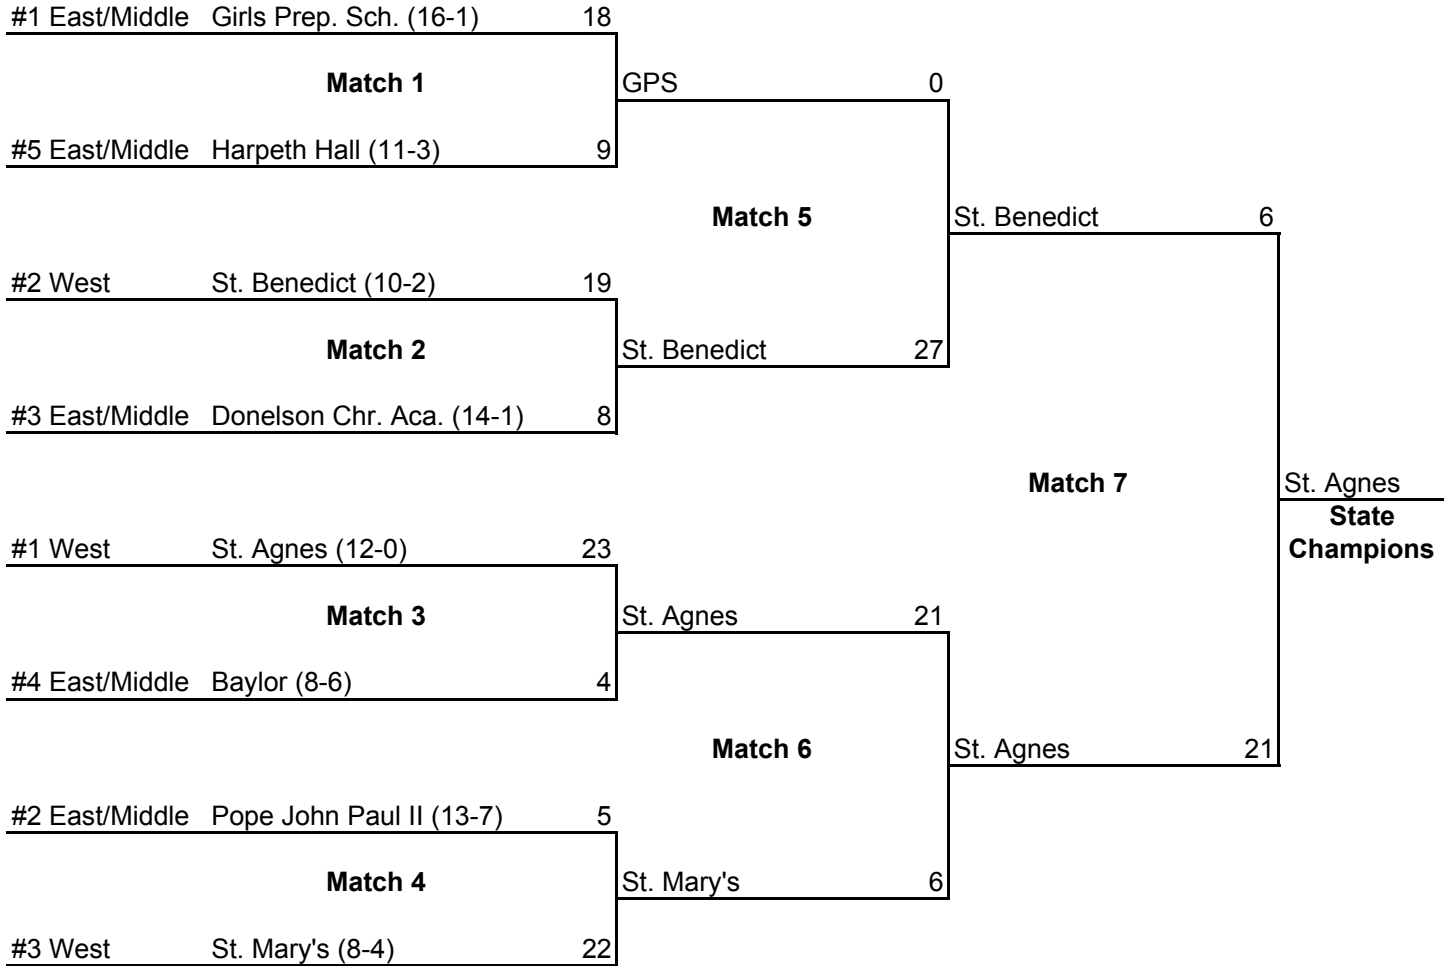 #1 East/Middle Girls Prep. Sch. (16-1) 18
Match 1 GPS 0
#5 East/Middle Harpeth Hall (11-3) 9
Match 5 St. Benedict 6
#2 West St. Benedict (10-2) 19
Match 2 St. Benedict 27
#3 East/Middle Donelson Chr. Aca. (14-1) 8
Match 7 St. Agnes
State
#1 West St. Agnes (12-0) 23 Champions
Match 3 St. Agnes 21
#4 East/Middle Baylor (8-6) 4
Match 6 St. Agnes 21
#2 East/Middle Pope John Paul II (13-7) 5
Match 4 St. Mary's 6
#3 West St. Mary's (8-4) 22